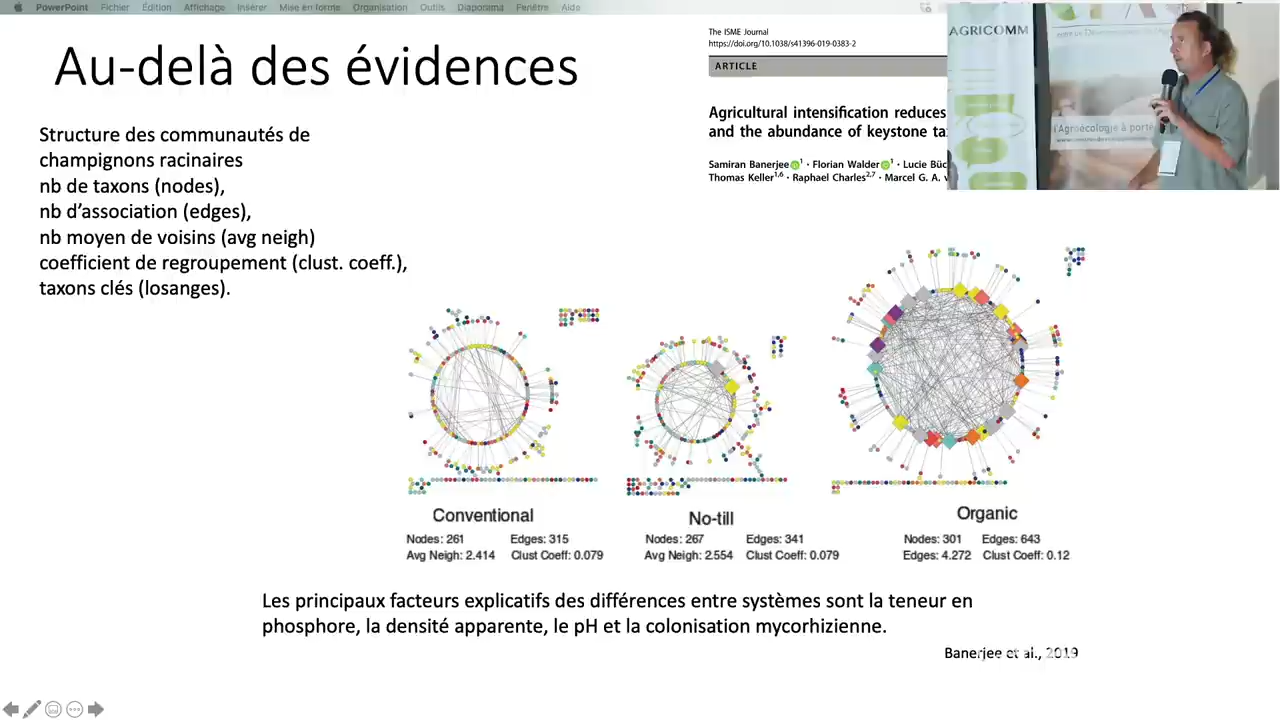 PowerPoint Fichier Édition Affichage Insérer Mise en forme Organisation Outils Diaporama Fenêtre Aide
Au-delà des évidences
Structure des communautés de
champignons racinaires
nb de taxons (nodes),
nb d’association (edges),
nb moyen de voisins (avg neigh)
coefficient de regroupement (clust. coeff.),
taxons clés (losanges).
The ISME Journal
https://doi.org/10.1038/s41396-019-0383-2
ARTICLE
Agricultural intensification reduces
and the abundance of keystone ta
Samiran Banerjee 1 · Florian Walder 1 · Lucie Büc
Thomas Keller1,6 · Raphael Charles2,7 · Marcel G. A.
AGRICOMM
l'Agroécologie à porté
Conventional
Nodes: 261 Edges: 315
Avg Neigh: 2.414 Clust Coeff: 0.079
No-till
Nodes: 267 Edges: 341
Avg Neigh: 2.554 Clust Coeff: 0.079
Organic
Nodes: 301 Edges: 643
Edges: 4.272 Clust Coeff: 0.12
Les principaux facteurs explicatifs des différences entre systèmes sont la teneur en
phosphore, la densité apparente, le pH et la colonisation mycorhizienne.
Banerjee et al., 2019